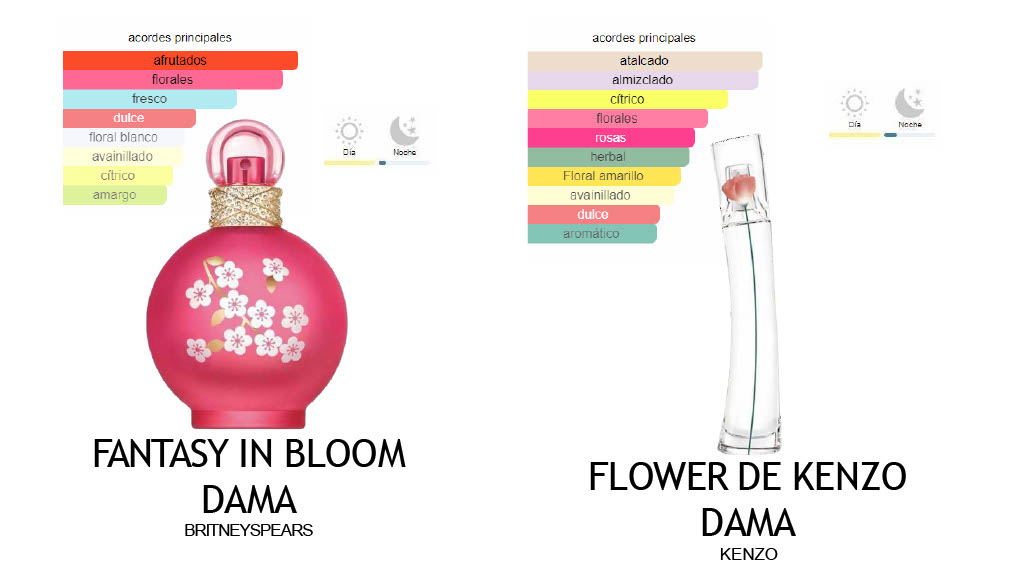 acordes principales
afrutados
florales
fresco
dulce
floral blanco
avainillado
cítrico
amargo
Día
Noche
FANTASY IN BLOOM
DAMA
BRITNEYSPEARS
acordes principales
atalcado
almizclado
cítrico
florales
rosas
herbal
Floral amarillo
avainillado
dulce
aromático
Día
Noche
FLOWER DE KENZO
DAMA
KENZO